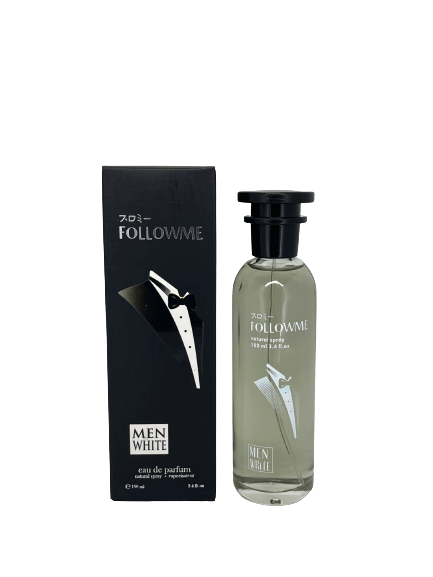 フロミー
FOLLOWME
MEN
WHITE
eau de parfum
natural spray • vaporisateur
℮ 100 ml 3.4 fl.oz
フロミー
FOLLOWME
natural spray
100 ml 3.4 fl.oz
MEN
WHITE